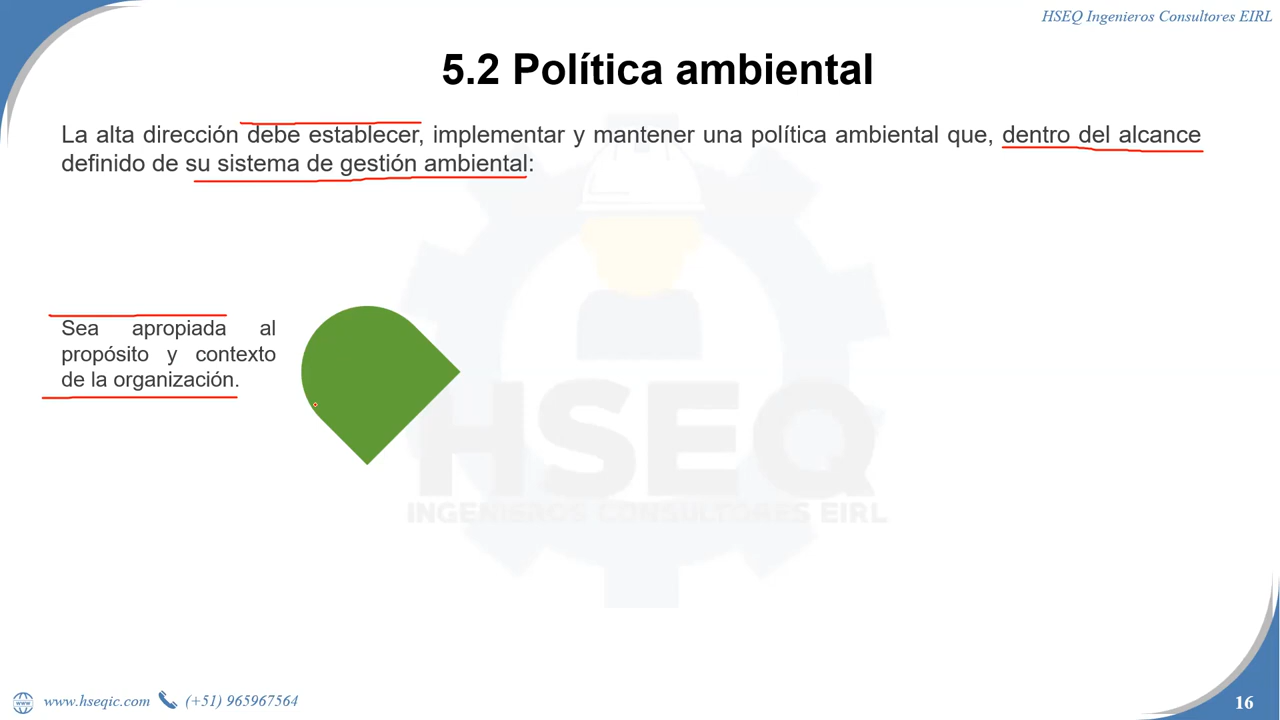 HSEQ Ingenieros Consultores EIRL
5.2 Política ambiental
La alta dirección debe establecer, implementar y mantener una política ambiental que, dentro del alcance
definido de su sistema de gestión ambiental:
Sea apropiada al
propósito y contexto
de la organización.
HSEQ
INGENIEROS CONSULTORES EIRL
www
www.hseqic.com
(+51) 965967564
16